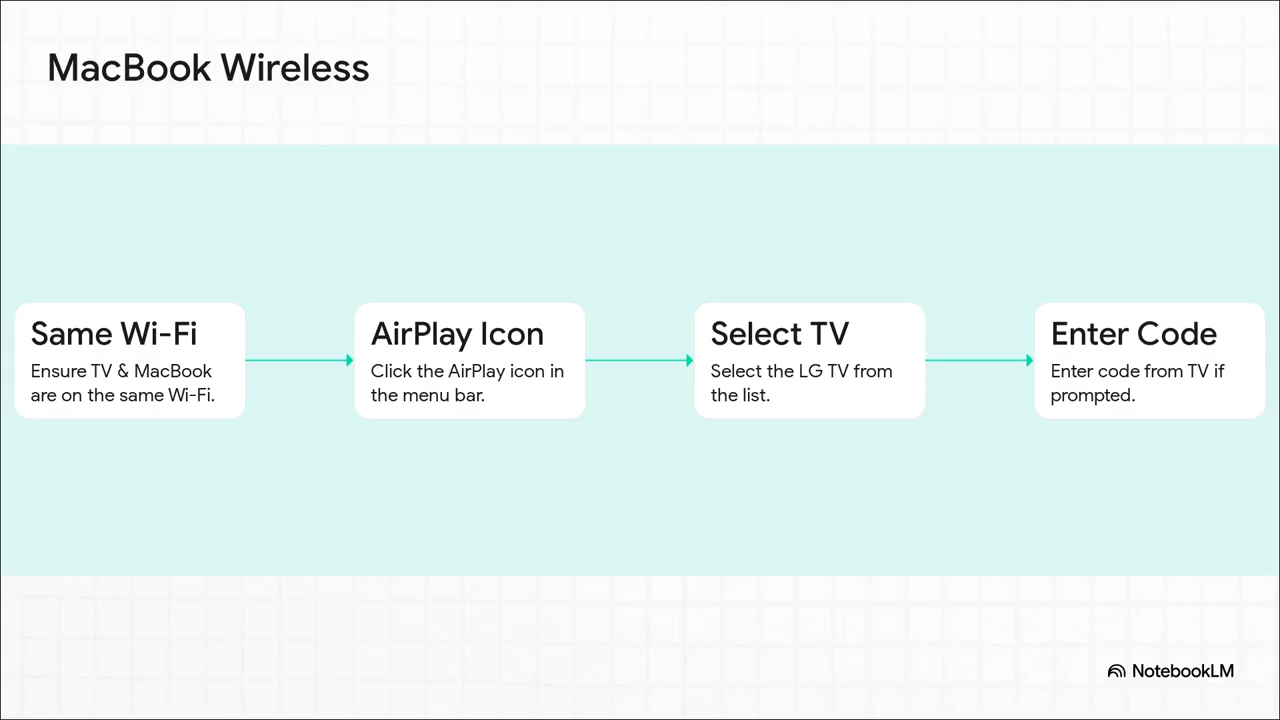 MacBook Wireless
Same Wi-Fi
Ensure TV & MacBook
are on the same Wi-Fi.
AirPlay Icon
Click the AirPlay icon in
the menu bar.
Select TV
Select the LG TV from
the list.
Enter Code
Enter code from TV if
prompted.
NotebookLM